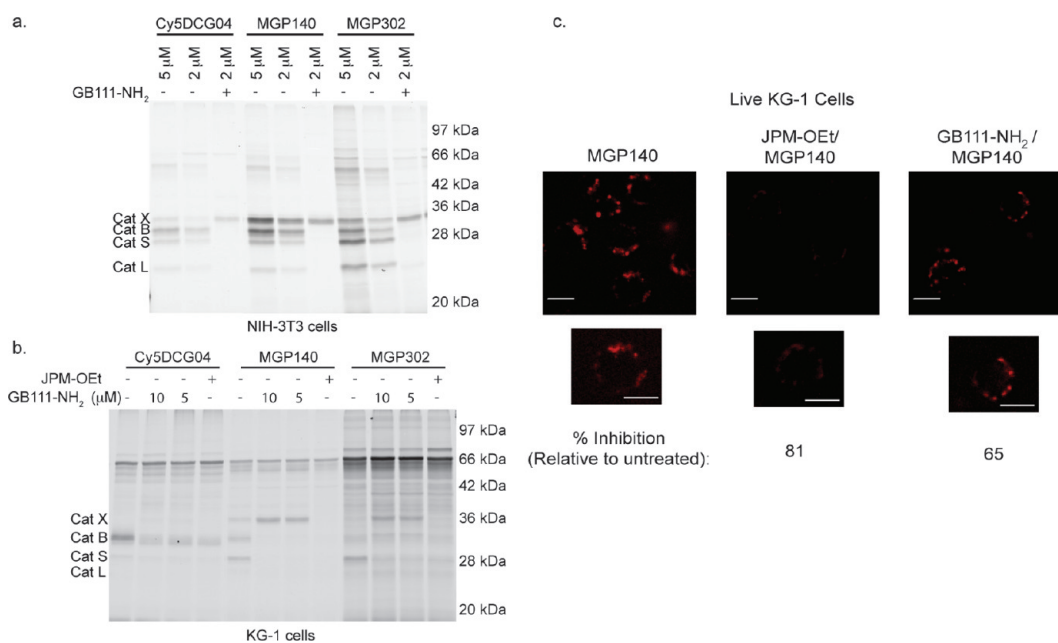 a.
Cy5DCG04 MGP140 MGP302
5 µM 2 µM 2 µM 5 µM 2 µM 2 µM 5 µM 2 µM 2 µM
GB111-NH2 - - + - - + - - +
97 kDa
66 kDa
42 kDa
36 kDa
Cat X
Cat B
28 kDa
Cat S
Cat L
20 kDa
NIH-3T3 cells
b.
Cy5DCG04 MGP140 MGP302
JPM-OEt - - - + - - - + - - - +
GB111-NH2 (µM) - 10 5 - - 10 5 - - 10 5 -
97 kDa
66 kDa
42 kDa
Cat X 36 kDa
Cat B
Cat S 28 kDa
Cat L
20 kDa
KG-1 cells
c.
Live KG-1 Cells
MGP140
JPM-OEt/
MGP140
GB111-NH2 /
MGP140
% Inhibition
(Relative to untreated): 81 65